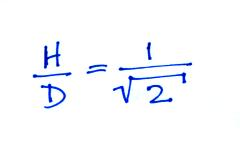 H/D = 1/√2